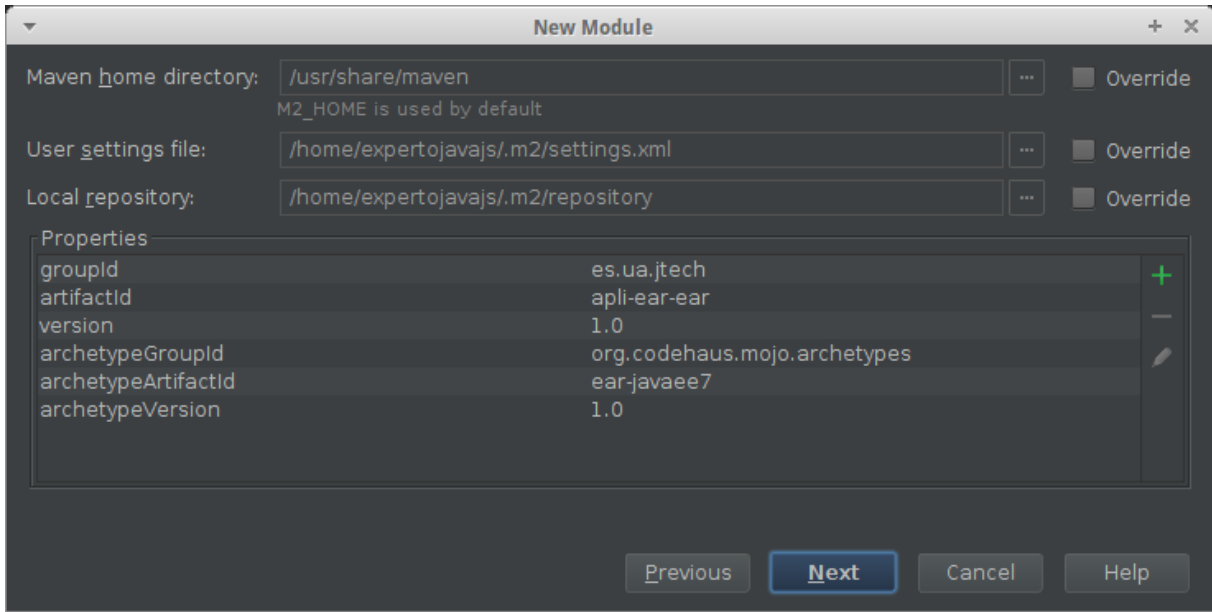 New Module
Maven home directory: /usr/share/maven ... Override
M2_HOME is used by default
User settings file: /home/expertojavajs/.m2/settings.xml ... Override
Local repository: /home/expertojavajs/.m2/repository ... Override
Properties
groupId es.ua.jtech
artifactId apli-ear-ear
version 1.0
archetypeGroupId org.codehaus.mojo.archetypes
archetypeArtifactId ear-javaee7
archetypeVersion 1.0
Previous Next Cancel Help